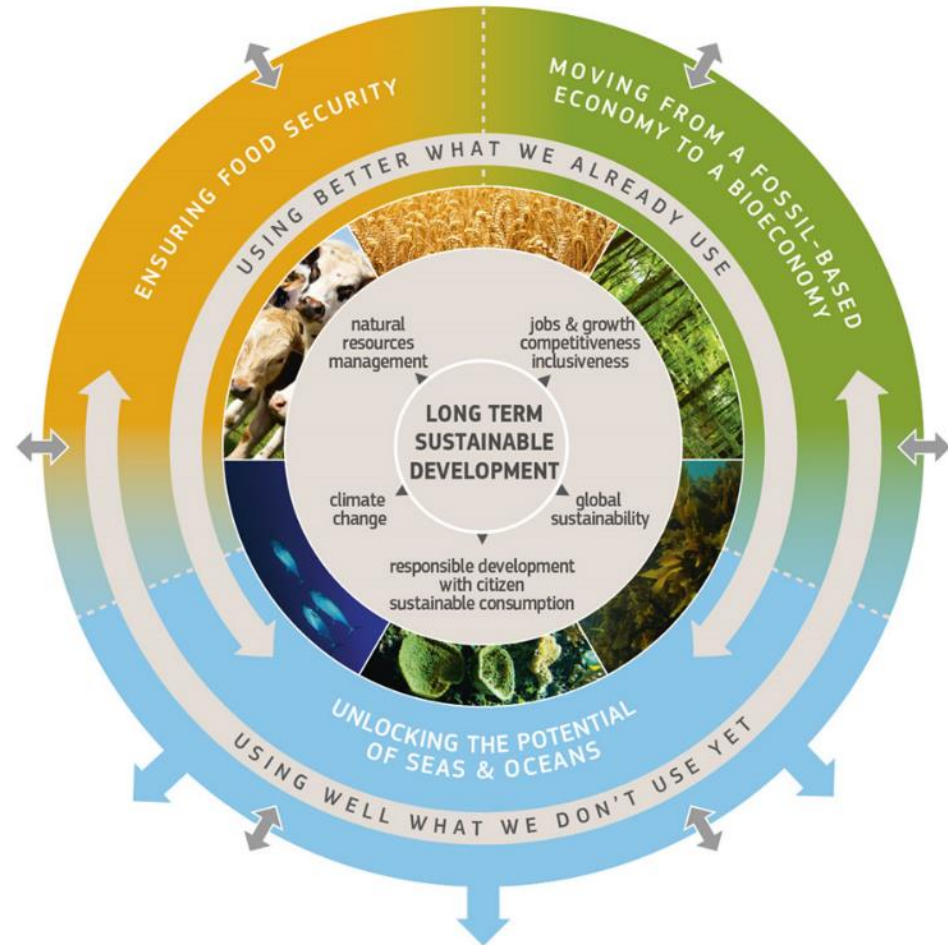 ENSURING FOOD SECURITY
MOVING FROM A FOSSIL-BASED
ECONOMY TO A BIOECONOMY
USING BETTER WHAT WE ALREADY USE
natural
resources
management
jobs & growth
competitiveness
inclusiveness
LONG TERM
SUSTAINABLE
DEVELOPMENT
climate
change
global
sustainability
responsible development
with citizen
sustainable consumption
UNLOCKING THE POTENTIAL
OF SEAS & OCEANS
USING WELL WHAT WE DON'T USE YET